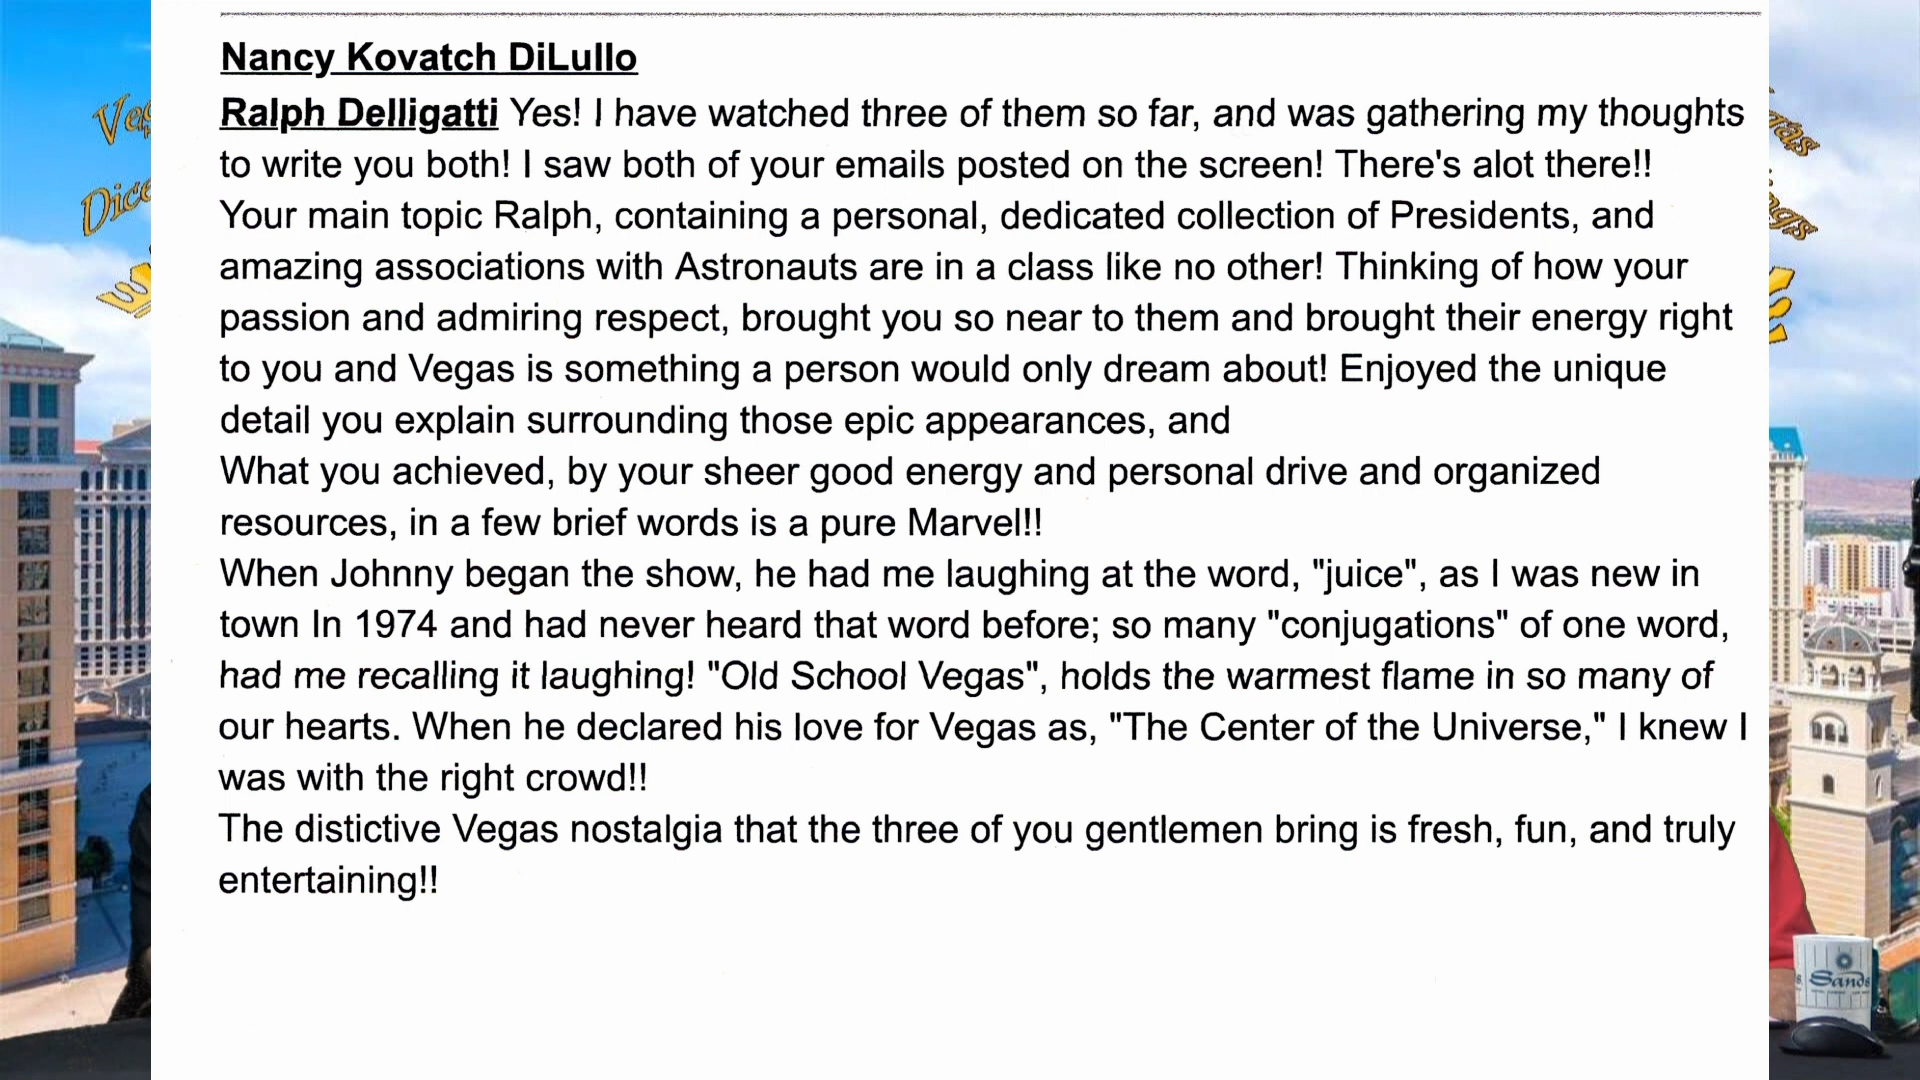 Nancy Kovatch DiLullo
Ralph Delligatti Yes! I have watched three of them so far, and was gathering my thoughts
to write you both! I saw both of your emails posted on the screen! There's alot there!!
Your main topic Ralph, containing a personal, dedicated collection of Presidents, and
amazing associations with Astronauts are in a class like no other! Thinking of how your
passion and admiring respect, brought you so near to them and brought their energy right
to you and Vegas is something a person would only dream about! Enjoyed the unique
detail you explain surrounding those epic appearances, and
What you achieved, by your sheer good energy and personal drive and organized
resources, in a few brief words is a pure Marvel!!
When Johnny began the show, he had me laughing at the word, "juice", as I was new in
town In 1974 and had never heard that word before; so many "conjugations" of one word,
had me recalling it laughing! "Old School Vegas", holds the warmest flame in so many of
our hearts. When he declared his love for Vegas as, "The Center of the Universe," I knew I
was with the right crowd!!
The distictive Vegas nostalgia that the three of you gentlemen bring is fresh, fun, and truly
entertaining!!
Sands